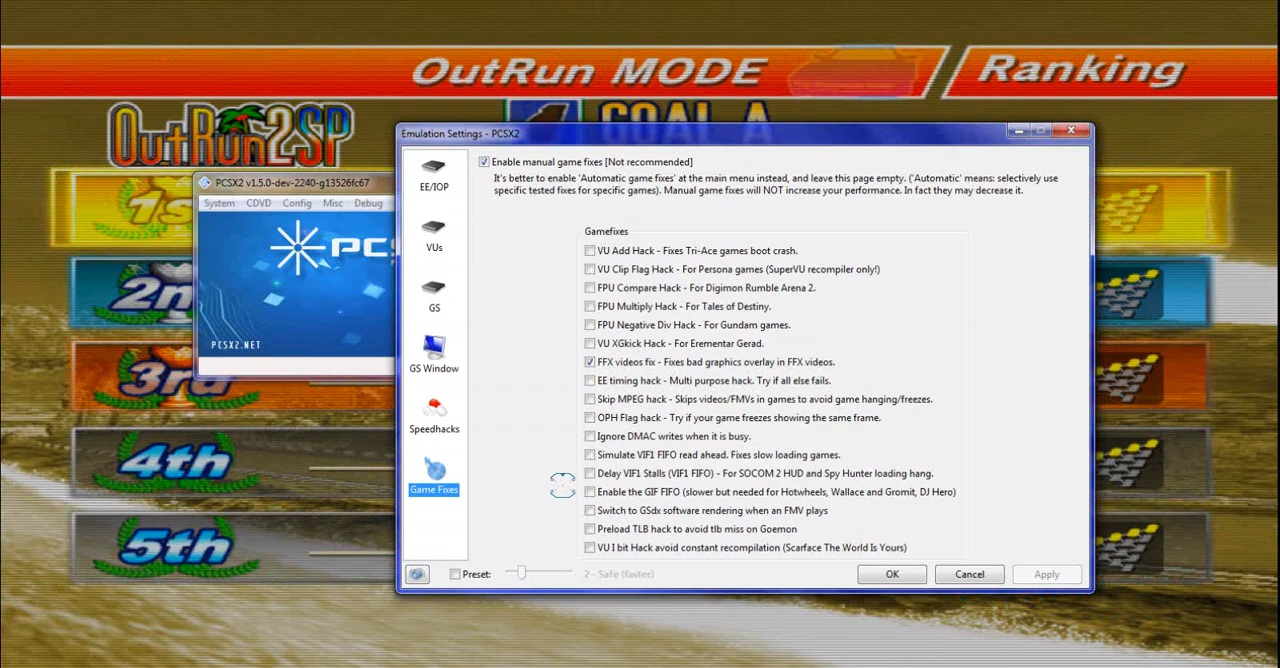 OutRun MODE
Ranking
OutRun2SP
GOAL A
1st
2nd
3rd
4th
5th
PCSX2 v1.5.0-dev-2240-g13526fc67
System CDVD Config Misc Debug
PCS
PCSX2.NET
Emulation Settings - PCSX2
EE/IOP
VUs
GS
GS Window
Speedhacks
Game Fixes
Enable manual game fixes [Not recommended]
It's better to enable 'Automatic game fixes' at the main menu instead, and leave this page empty. ('Automatic' means: selectively use
specific tested fixes for specific games). Manual game fixes will NOT increase your performance. In fact they may decrease it.
Gamefixes
VU Add Hack - Fixes Tri-Ace games boot crash.
VU Clip Flag Hack - For Persona games (SuperVU recompiler only!)
FPU Compare Hack - For Digimon Rumble Arena 2.
FPU Multiply Hack - For Tales of Destiny.
FPU Negative Div Hack - For Gundam games.
VU XGkick Hack - For Erementar Gerad.
FFX videos fix - Fixes bad graphics overlay in FFX videos.
EE timing hack - Multi purpose hack. Try if all else fails.
Skip MPEG hack - Skips videos/FMVs in games to avoid game hanging/freezes.
OPH Flag hack - Try if your game freezes showing the same frame.
Ignore DMAC writes when it is busy.
Simulate VIF1 FIFO read ahead. Fixes slow loading games.
Delay VIF1 Stalls (VIF1 FIFO) - For SOCOM 2 HUD and Spy Hunter loading hang.
Enable the GIF FIFO (slower but needed for Hotwheels, Wallace and Gromit, DJ Hero)
Switch to GSdx software rendering when an FMV plays
Preload TLB hack to avoid tlb miss on Goemon
VU I bit Hack avoid constant recompilation (Scarface The World Is Yours)
Preset:
2 - Safe (faster)
OK
Cancel
Apply